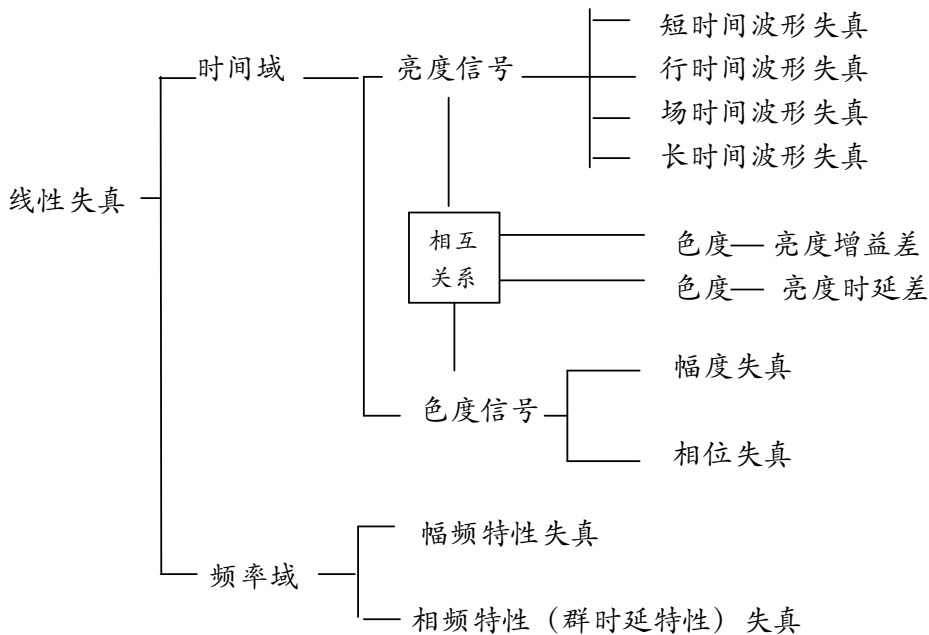 短时间波形失真
时间域
亮度信号
行时间波形失真
场时间波形失真
长时间波形失真
线性失真
相互
关系
色度— 亮度增益差
色度— 亮度时延差
幅度失真
色度信号
相位失真
幅频特性失真
频率域
相频特性（群时延特性）失真